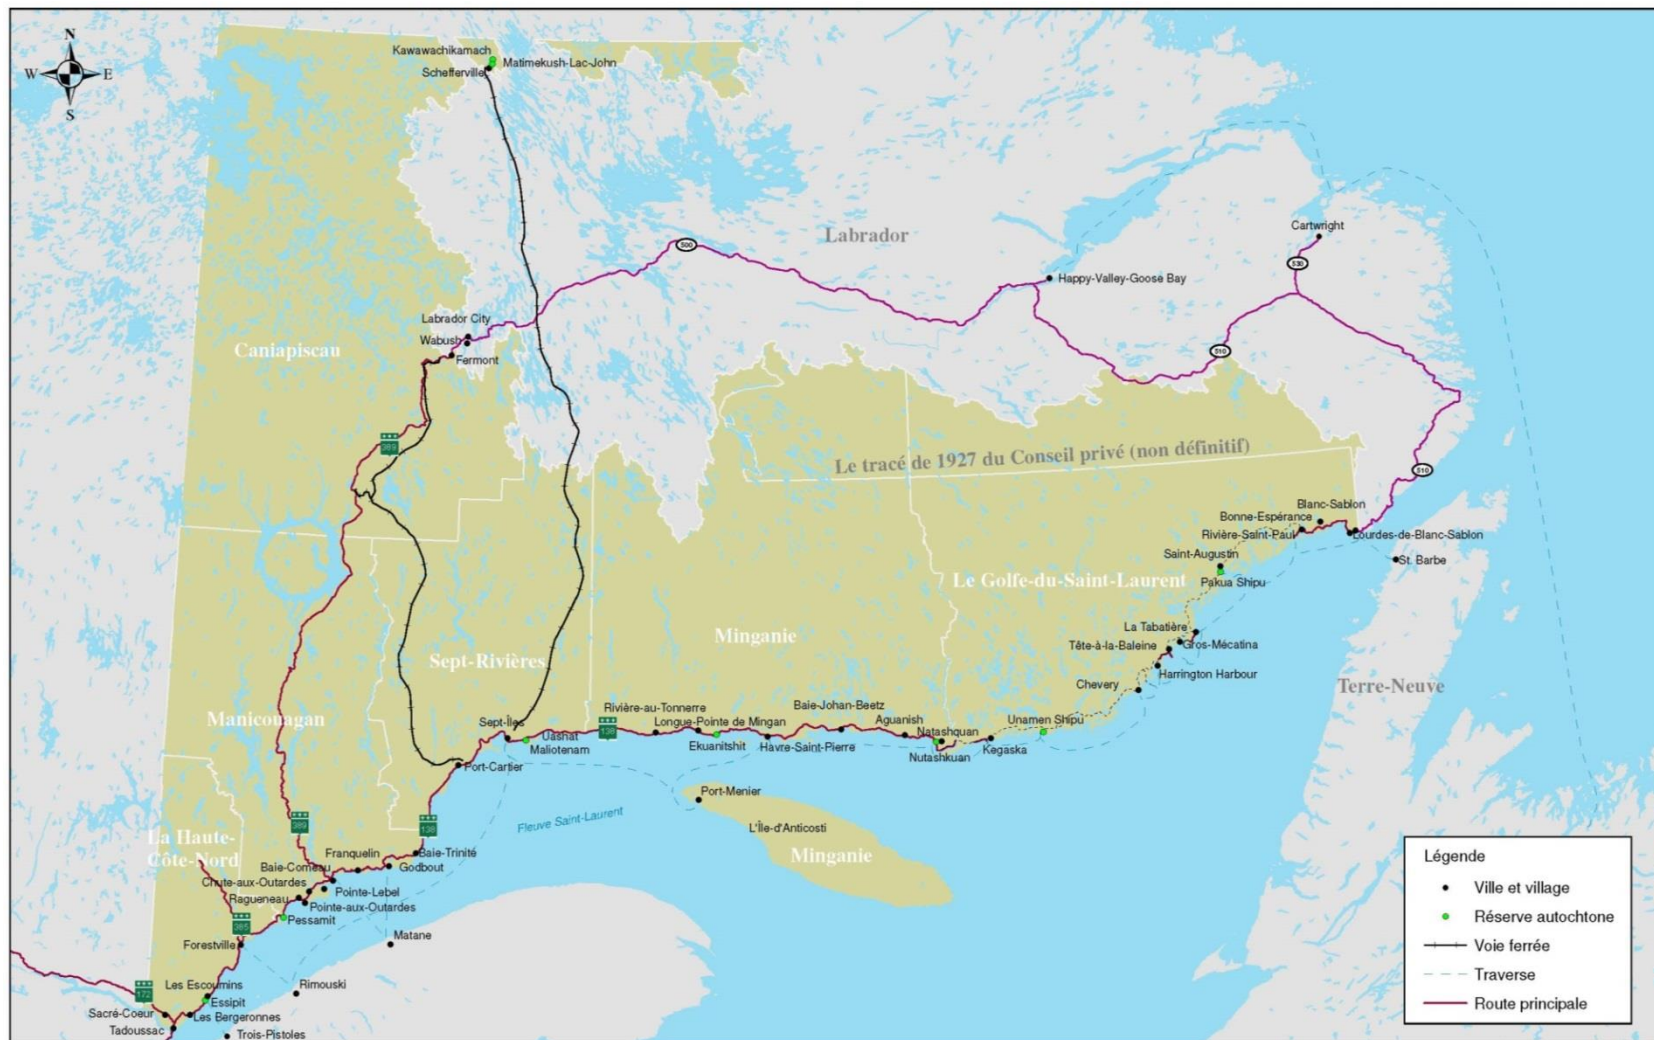 N
W
E
S
Kawawachikamach
Matimekush-Lac-John
Schefferville
Cartwright
Labrador
500
530
Happy-Valley-Goose Bay
Labrador City
Wabush
Fermont
Caniapiscau
510
389
Le tracé de 1927 du Conseil privé (non définitif)
510
Blanc-Sablon
Bonne-Espérance
Rivière-Saint-Paul
Lourdes-de-Blanc-Sablon
Saint-Augustin
St. Barbe
Pakua Shipu
Le Golfe-du-Saint-Laurent
La Tabatière
Minganie
Tête-à-la-Baleine
Gros-Mécatina
Sept-Rivières
Harrington Harbour
Chevery
Terre-Neuve
Manicouagan
Rivière-au-Tonnerre
Baie-Johan-Beetz
Sept-Îles
Longue-Pointe de Mingan
Aguanish
Unamen Shipu
138
Uashat
Maliotenam
Ekuanitshit
Havre-Saint-Pierre
Natashquan
Nutashkuan
Kegaska
Port-Cartier
Port-Menier
Fleuve Saint-Laurent
L'Île-d'Anticosti
389
138
La Haute-
Côte-Nord
Minganie
Franquelin
Baie-Trinité
Baie-Comeau
Godbout
Chute-aux-Outardes
Pointe-Lebel
Ragueneau
Pointe-aux-Outardes
Pessamit
385
Forestville
Matane
Les Escoumins
Rimouski
172
Essipit
Sacré-Coeur
Les Bergeronnes
Tadoussac
Trois-Pistoles
Légende
Ville et village
Réserve autochtone
Voie ferrée
Traverse
Route principale